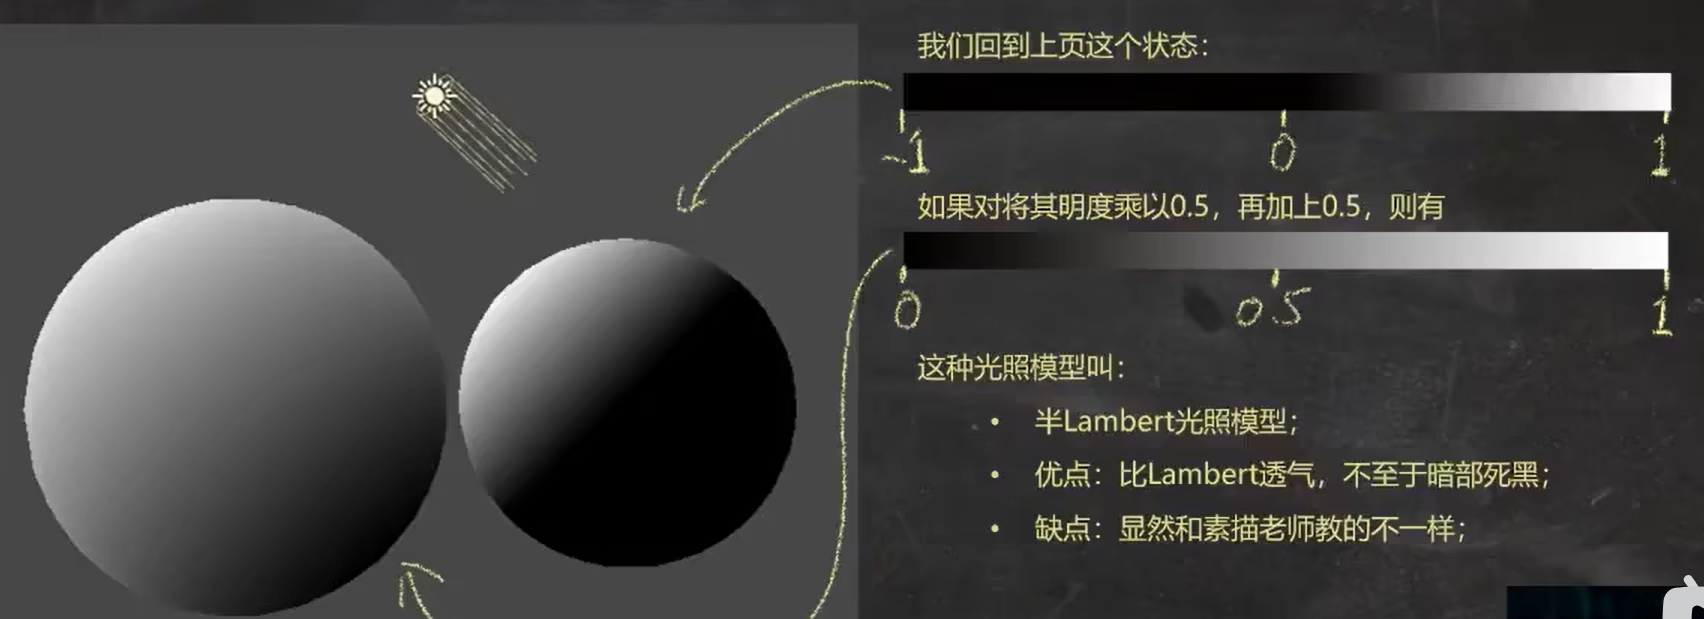 我们回到上页这个状态：
-1 0 1
如果对将其明度乘以0.5，再加上0.5，则有
0 0.5 1
这种光照模型叫：
• 半Lambert光照模型；
• 优点：比Lambert透气，不至于暗部死黑；
• 缺点：显然和素描老师教的不一样；